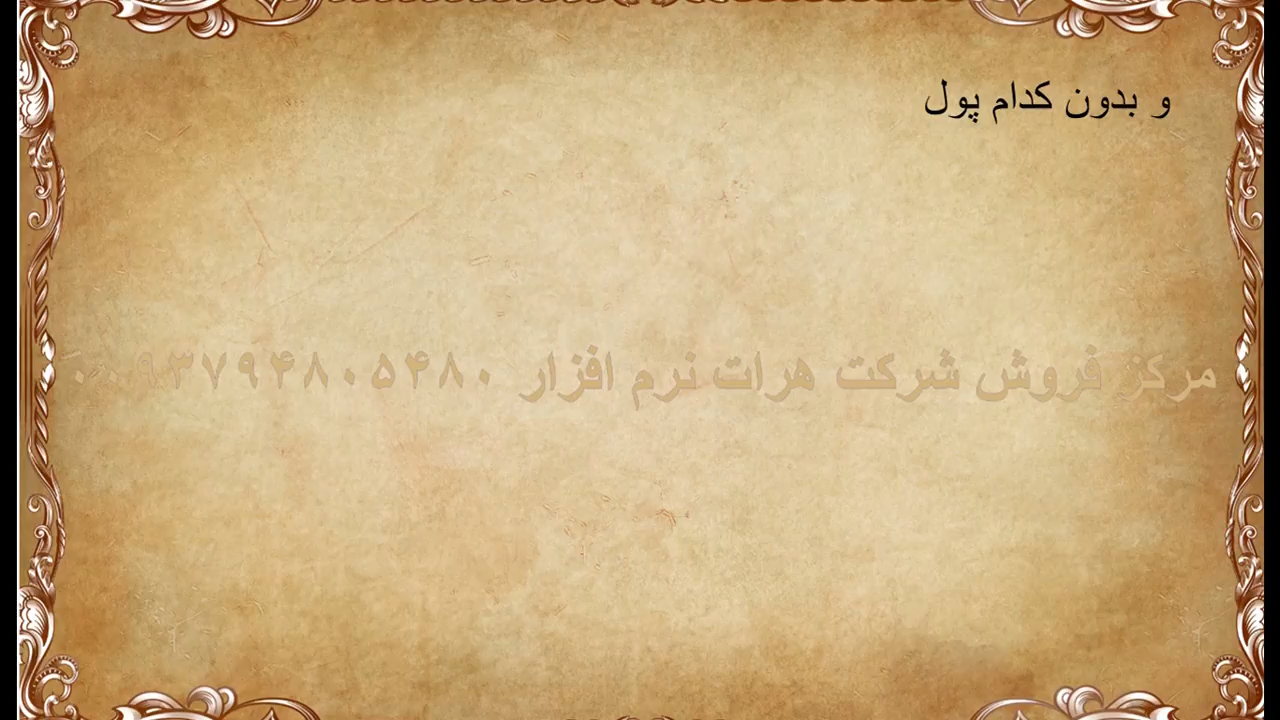 و بدون کدام پول
مرکز فروش شرکت هرات نرم افزار ۰۰۹۳۷۹۴۸۰۵۴۸۰